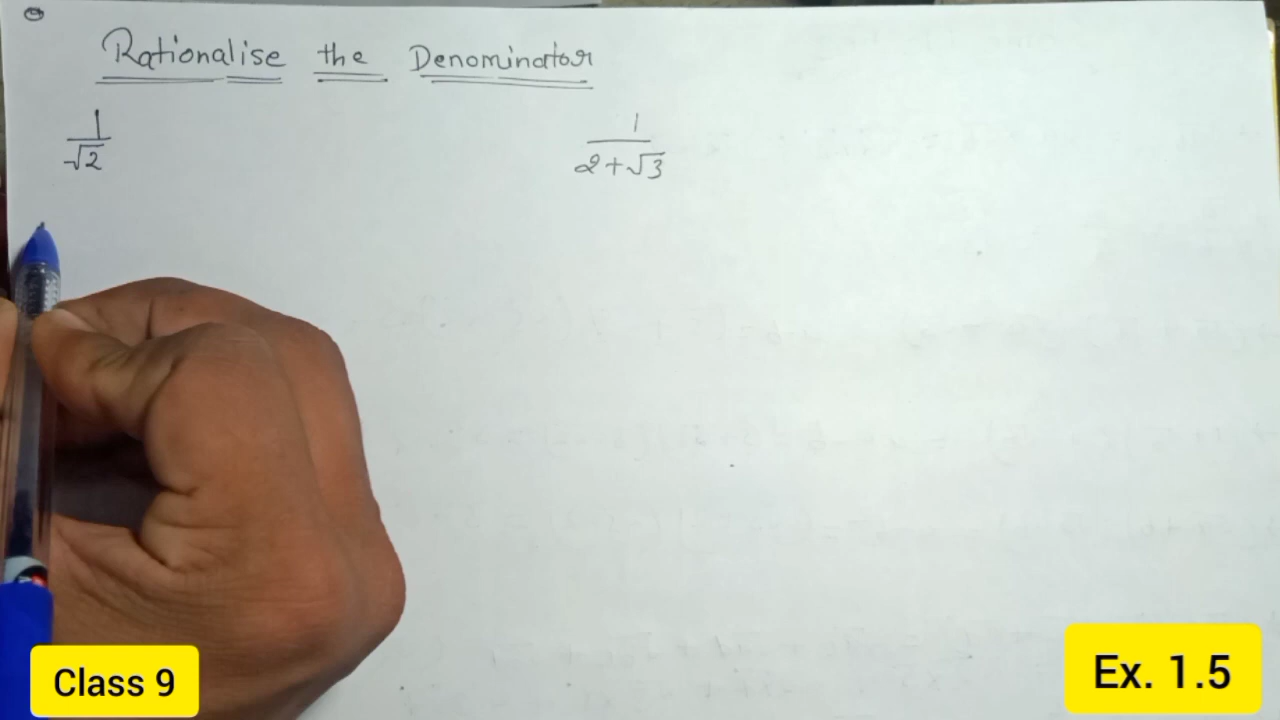 Rationalise the Denominator
1/√2
1/2+√3
Class 9
Ex. 1.5